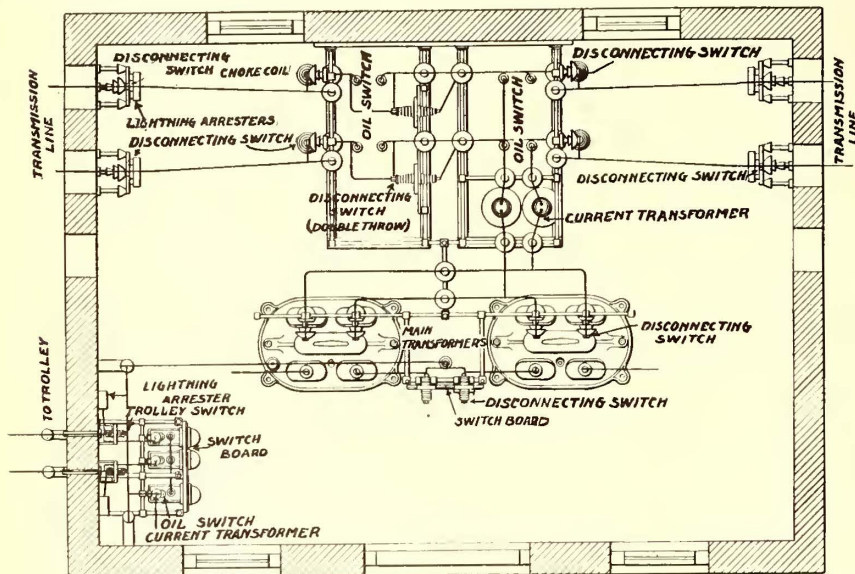 DISCONNECTING
SWITCH CHOKE COIL
OIL SWITCH
OIL SWITCH
DISCONNECTING SWITCH
TRANSMISSION
LINE
LIGHTNING ARRESTERS
DISCONNECTING SWITCH
TRANSMISSION
LINE
DISCONNECTING
SWITCH
(DOUBLE THROW)
DISCONNECTING SWITCH
CURRENT TRANSFORMER
MAIN
TRANSFORMERS
DISCONNECTING
SWITCH
TO TROLLEY
LIGHTNING
ARRESTER
TROLLEY SWITCH
DISCONNECTING SWITCH
SWITCH BOARD
SWITCH
BOARD
OIL SWITCH
CURRENT TRANSFORMER